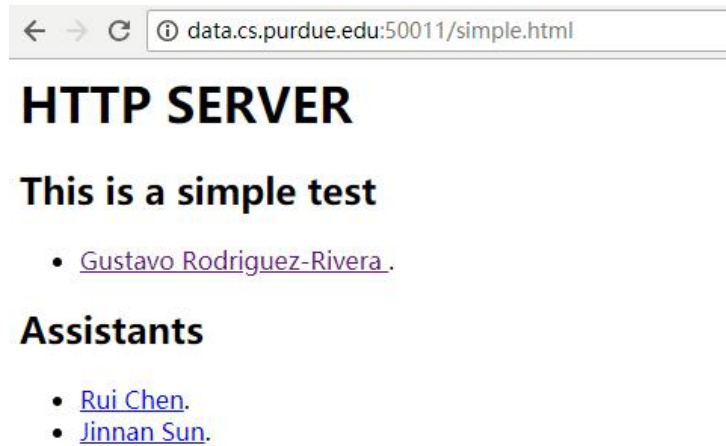 data.cs.purdue.edu:50011/simple.html
HTTP SERVER
This is a simple test
• Gustavo Rodriguez-Rivera .
Assistants
• Rui Chen.
• Jinnan Sun.